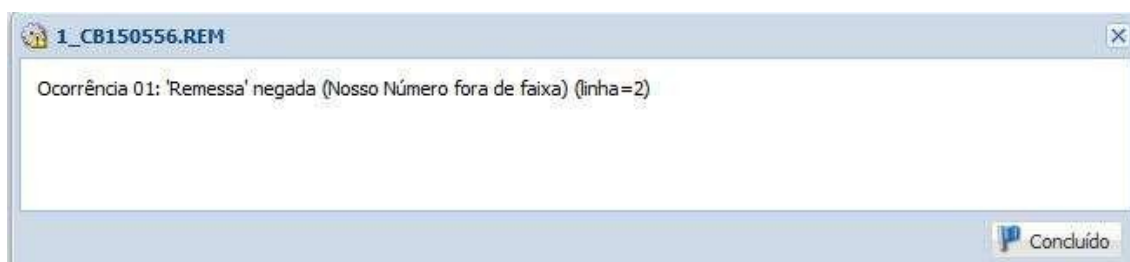 1_CB150556.REM
Ocorrência 01: 'Remessa' negada (Nosso Número fora de faixa) (linha=2)
Concluído